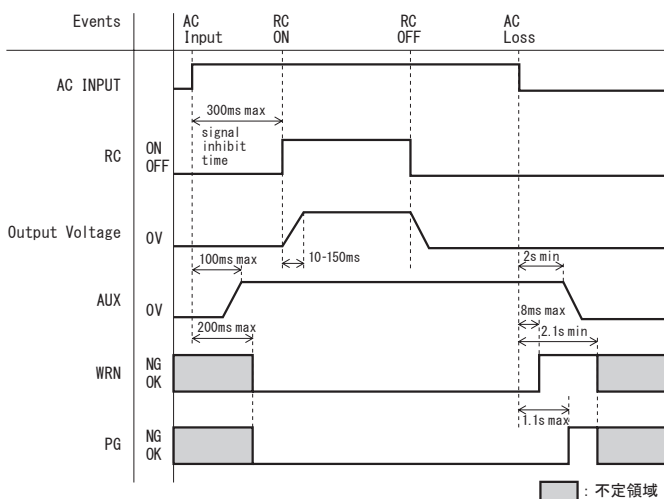 Events
AC
Input
RC
ON
RC
OFF
AC
Loss
AC INPUT
300ms max
signal
inhibit
time
RC
ON
OFF
Output Voltage
0V
10-150ms
100ms max
2s min
AUX
0V
8ms max
200ms max
2.1s min
WRN
NG
OK
1.1s max
PG
NG
OK
: 不定領域